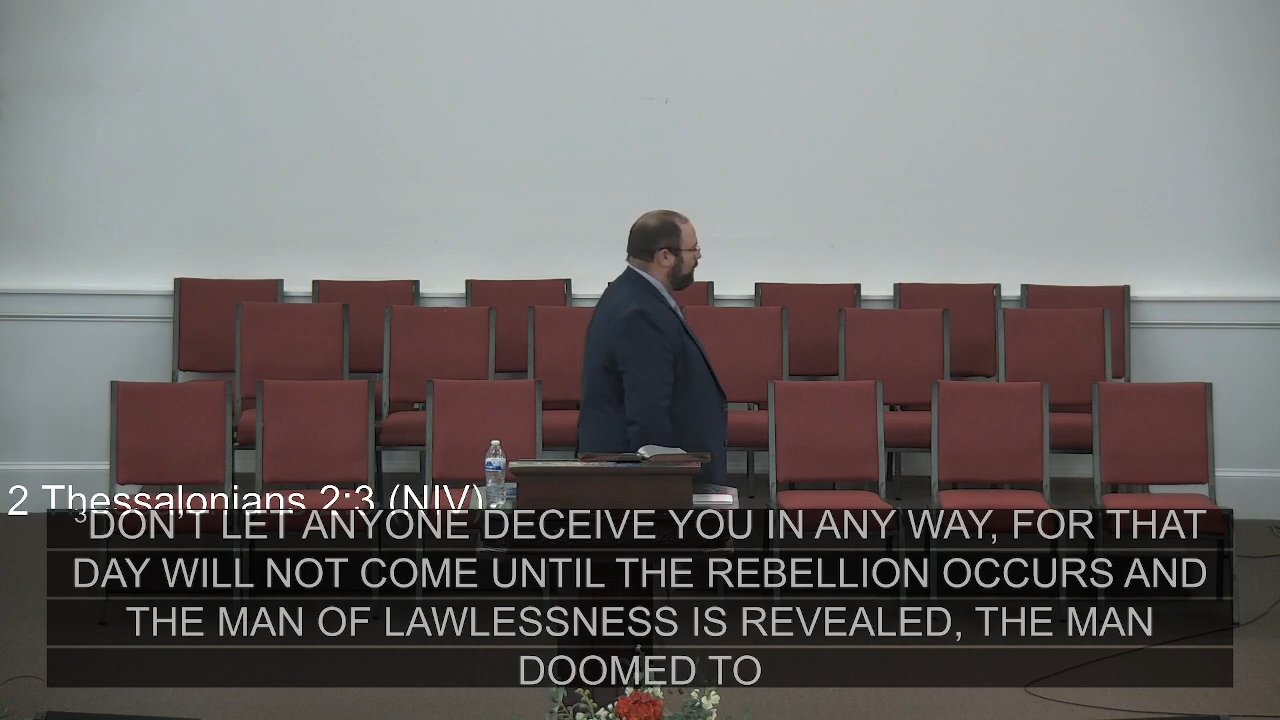 2 Thessalonians 2:3 (NIV)
³DON'T LET ANYONE DECEIVE YOU IN ANY WAY, FOR THAT
DAY WILL NOT COME UNTIL THE REBELLION OCCURS AND
THE MAN OF LAWLESSNESS IS REVEALED, THE MAN
DOOMED TO